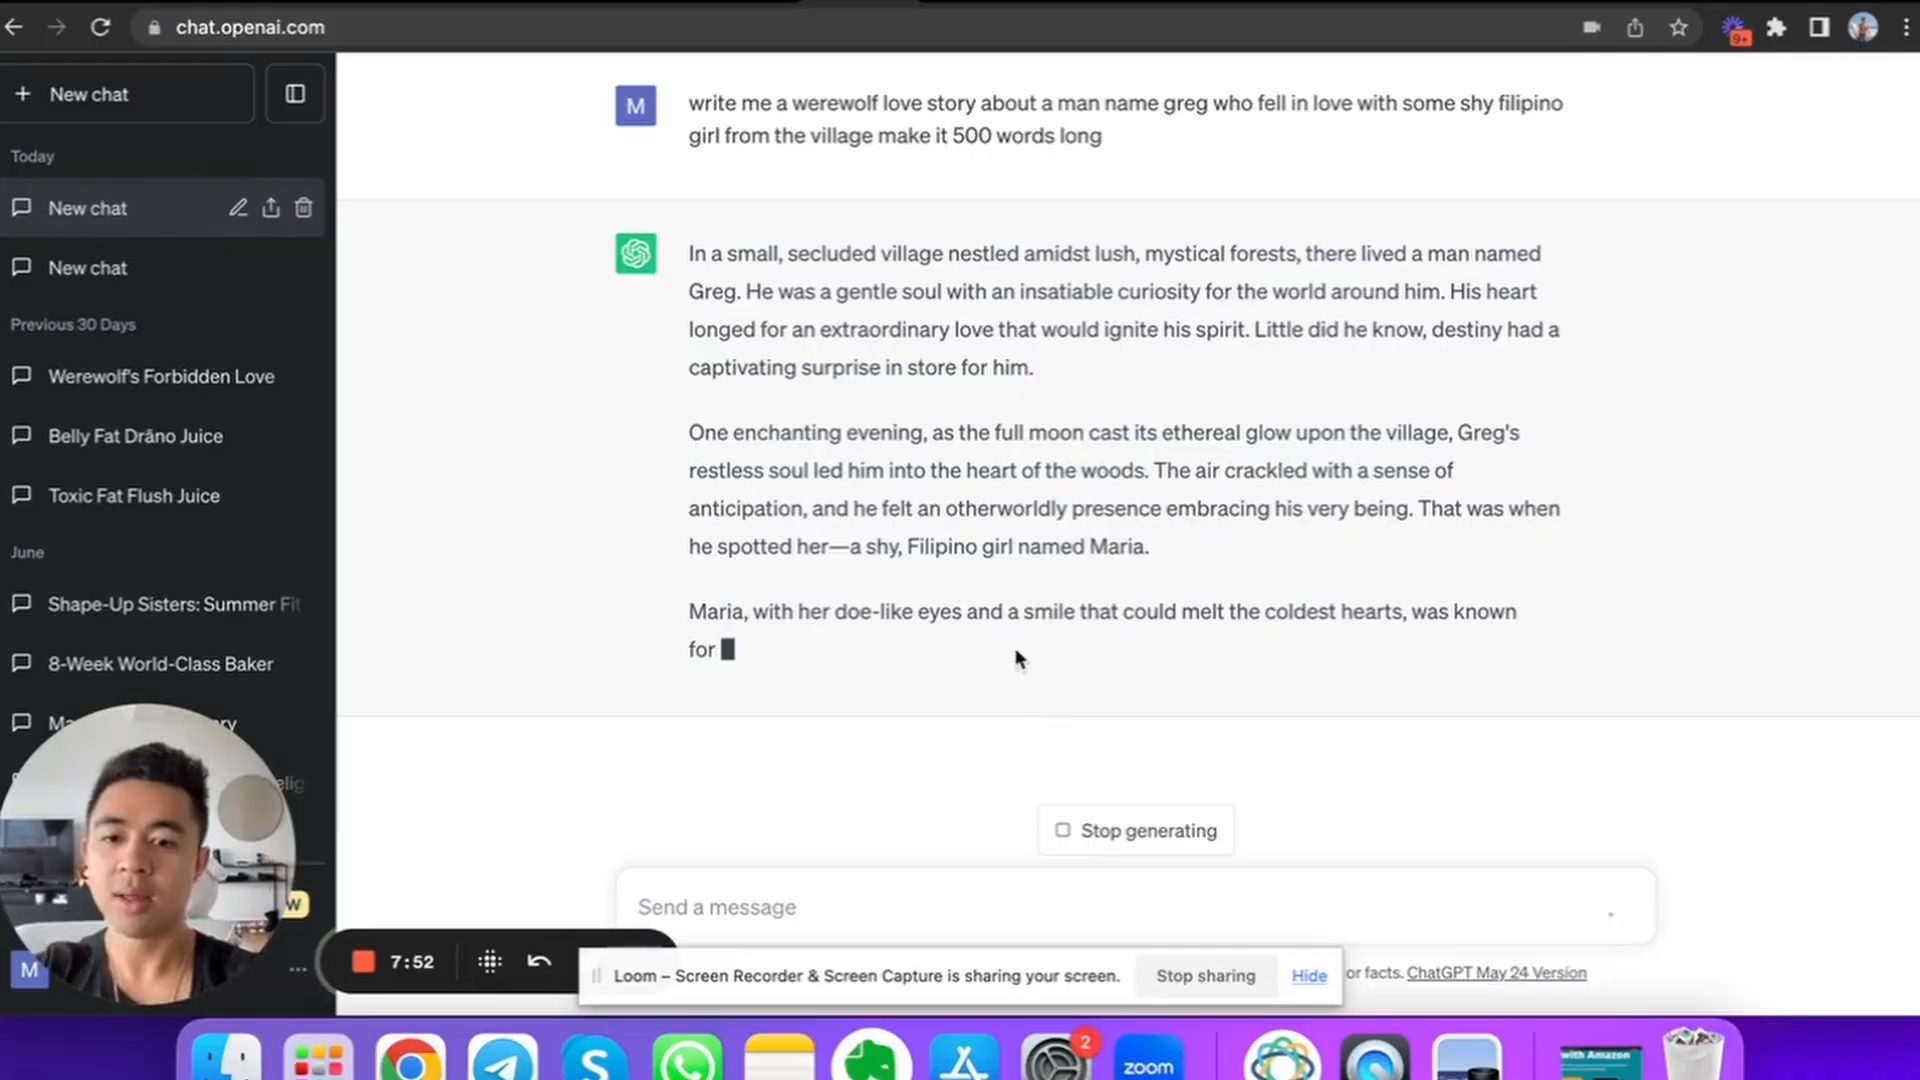 chat.openai.com
9+
New chat
Today
New chat
New chat
Previous 30 Days
Werewolf's Forbidden Love
Belly Fat Drāno Juice
Toxic Fat Flush Juice
June
Shape-Up Sisters: Summer Fit
8-Week World-Class Baker
M
write me a werewolf love story about a man name greg who fell in love with some shy filipino
girl from the village make it 500 words long
In a small, secluded village nestled amidst lush, mystical forests, there lived a man named
Greg. He was a gentle soul with an insatiable curiosity for the world around him. His heart
longed for an extraordinary love that would ignite his spirit. Little did he know, destiny had a
captivating surprise in store for him.
One enchanting evening, as the full moon cast its ethereal glow upon the village, Greg's
restless soul led him into the heart of the woods. The air crackled with a sense of
anticipation, and he felt an otherworldly presence embracing his very being. That was when
he spotted her—a shy, Filipino girl named Maria.
Maria, with her doe-like eyes and a smile that could melt the coldest hearts, was known
for
Stop generating
Send a message
M
7:52
Loom – Screen Recorder & Screen Capture is sharing your screen.
Stop sharing
Hide
or facts. ChatGPT May 24 Version
2
zoom
with Amazon